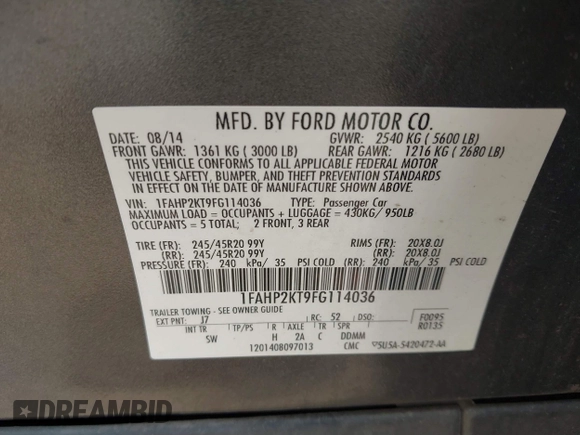 MFD. BY FORD MOTOR CO.
DATE: 08/14 GVWR: 2540 KG ( 5600 LB)
FRONT GAWR: 1361 KG ( 3000 LB) REAR GAWR: 1216 KG ( 2680 LB)
THIS VEHICLE CONFORMS TO ALL APPLICABLE FEDERAL MOTOR
VEHICLE SAFETY, BUMPER, AND THEFT PREVENTION STANDARDS
IN EFFECT ON THE DATE OF MANUFACTURE SHOWN ABOVE.
VIN: 1FAHP2KT9FG114036 TYPE: Passenger Car
MAXIMUM LOAD = OCCUPANTS + LUGGAGE = 430KG/ 950LB
OCCUPANTS = 5 TOTAL: 2 FRONT, 3 REAR
TIRE (FR): 245/45R20 99Y RIMS (FR): 20X8.0J
(RR): 245/45R20 99Y (RR): 20X8.0J
PRESSURE (FR): 240 kPa/ 35 PSI COLD (RR): 240 kPa/ 35 PSI COLD
1FAHP2KT9FG114036
TRAILER TOWING - SEE OWNER GUIDE
EXT PNT: J7 RC: 52 DSO: F0095
INT TR TP/PS R AXLE TR SPR R0135
SW H 2A C DDMM
1201408097013 CMC 5U5A-5420472-AA
DREAMBID